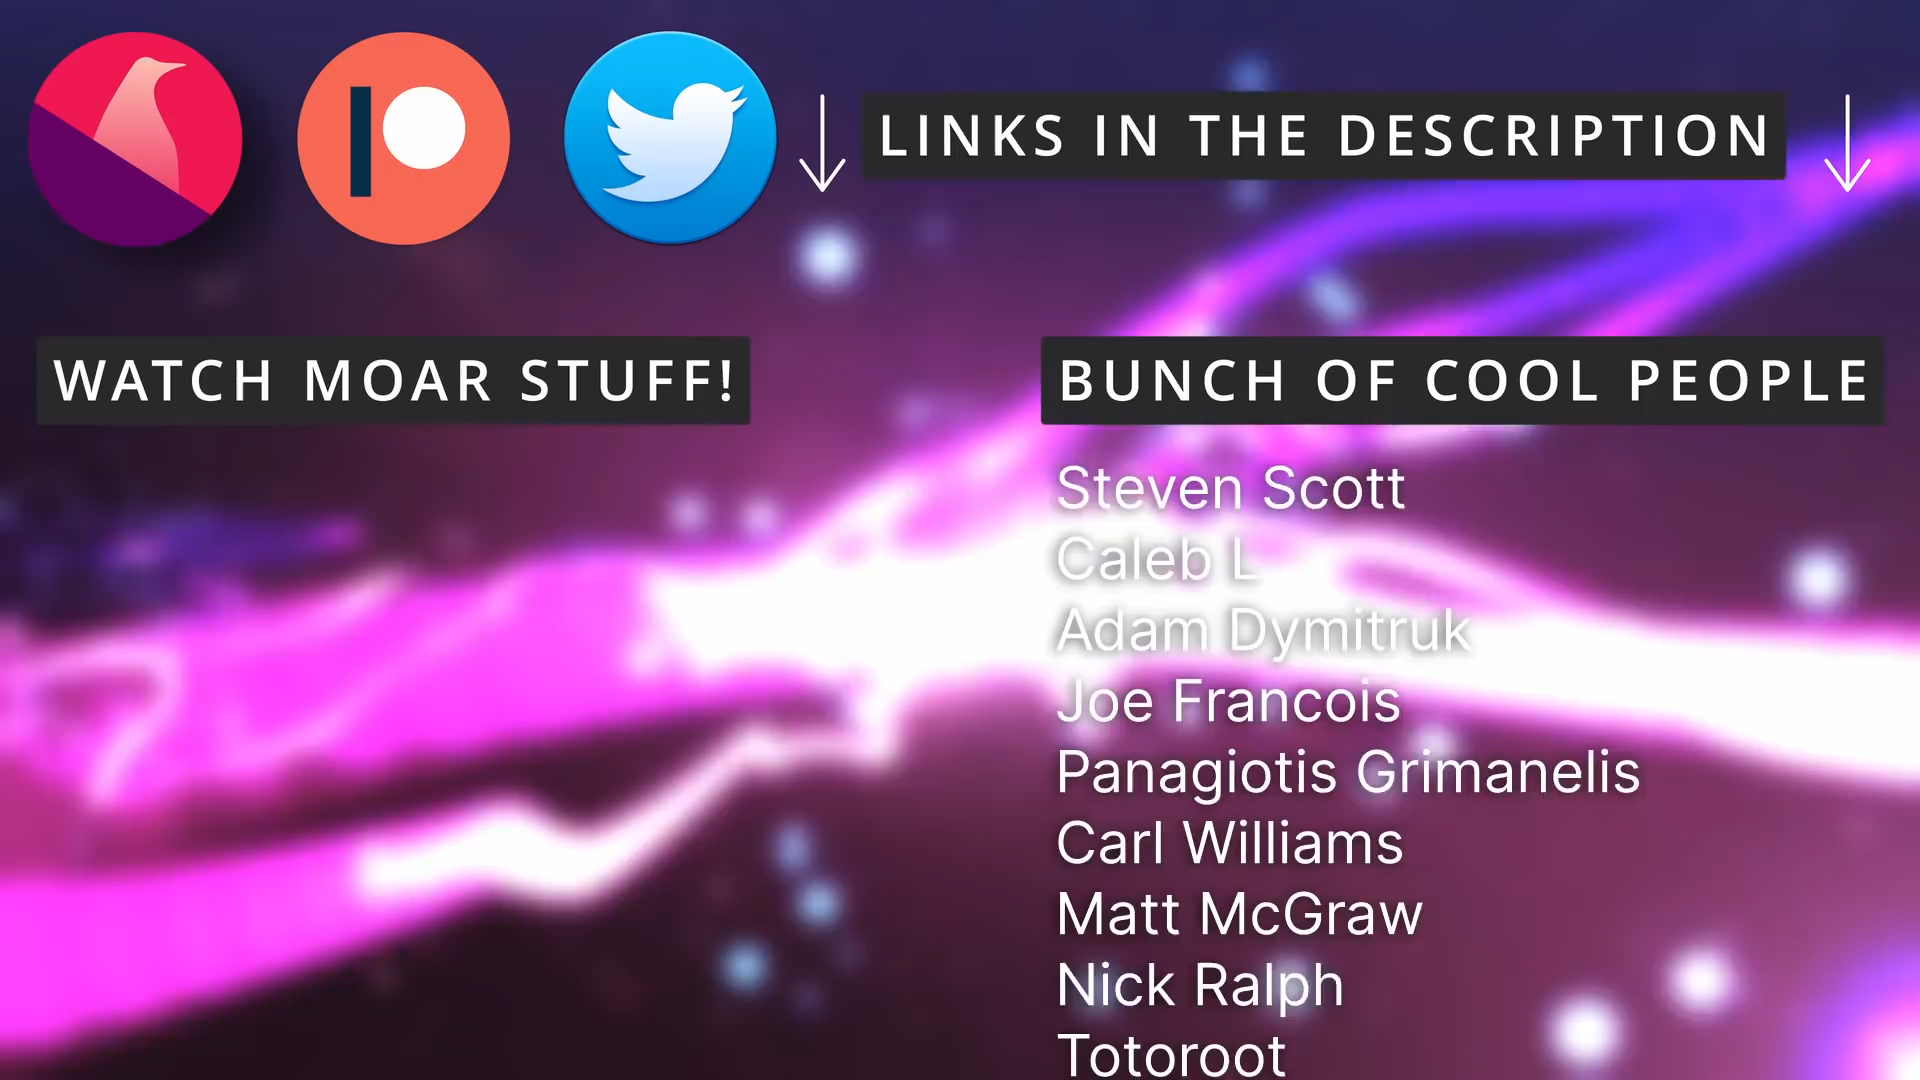 LINKS IN THE DESCRIPTION
WATCH MOAR STUFF!
BUNCH OF COOL PEOPLE
Steven Scott
Caleb L
Adam Dymitruk
Joe Francois
Panagiotis Grimanelis
Carl Williams
Matt McGraw
Nick Ralph
Totoroot